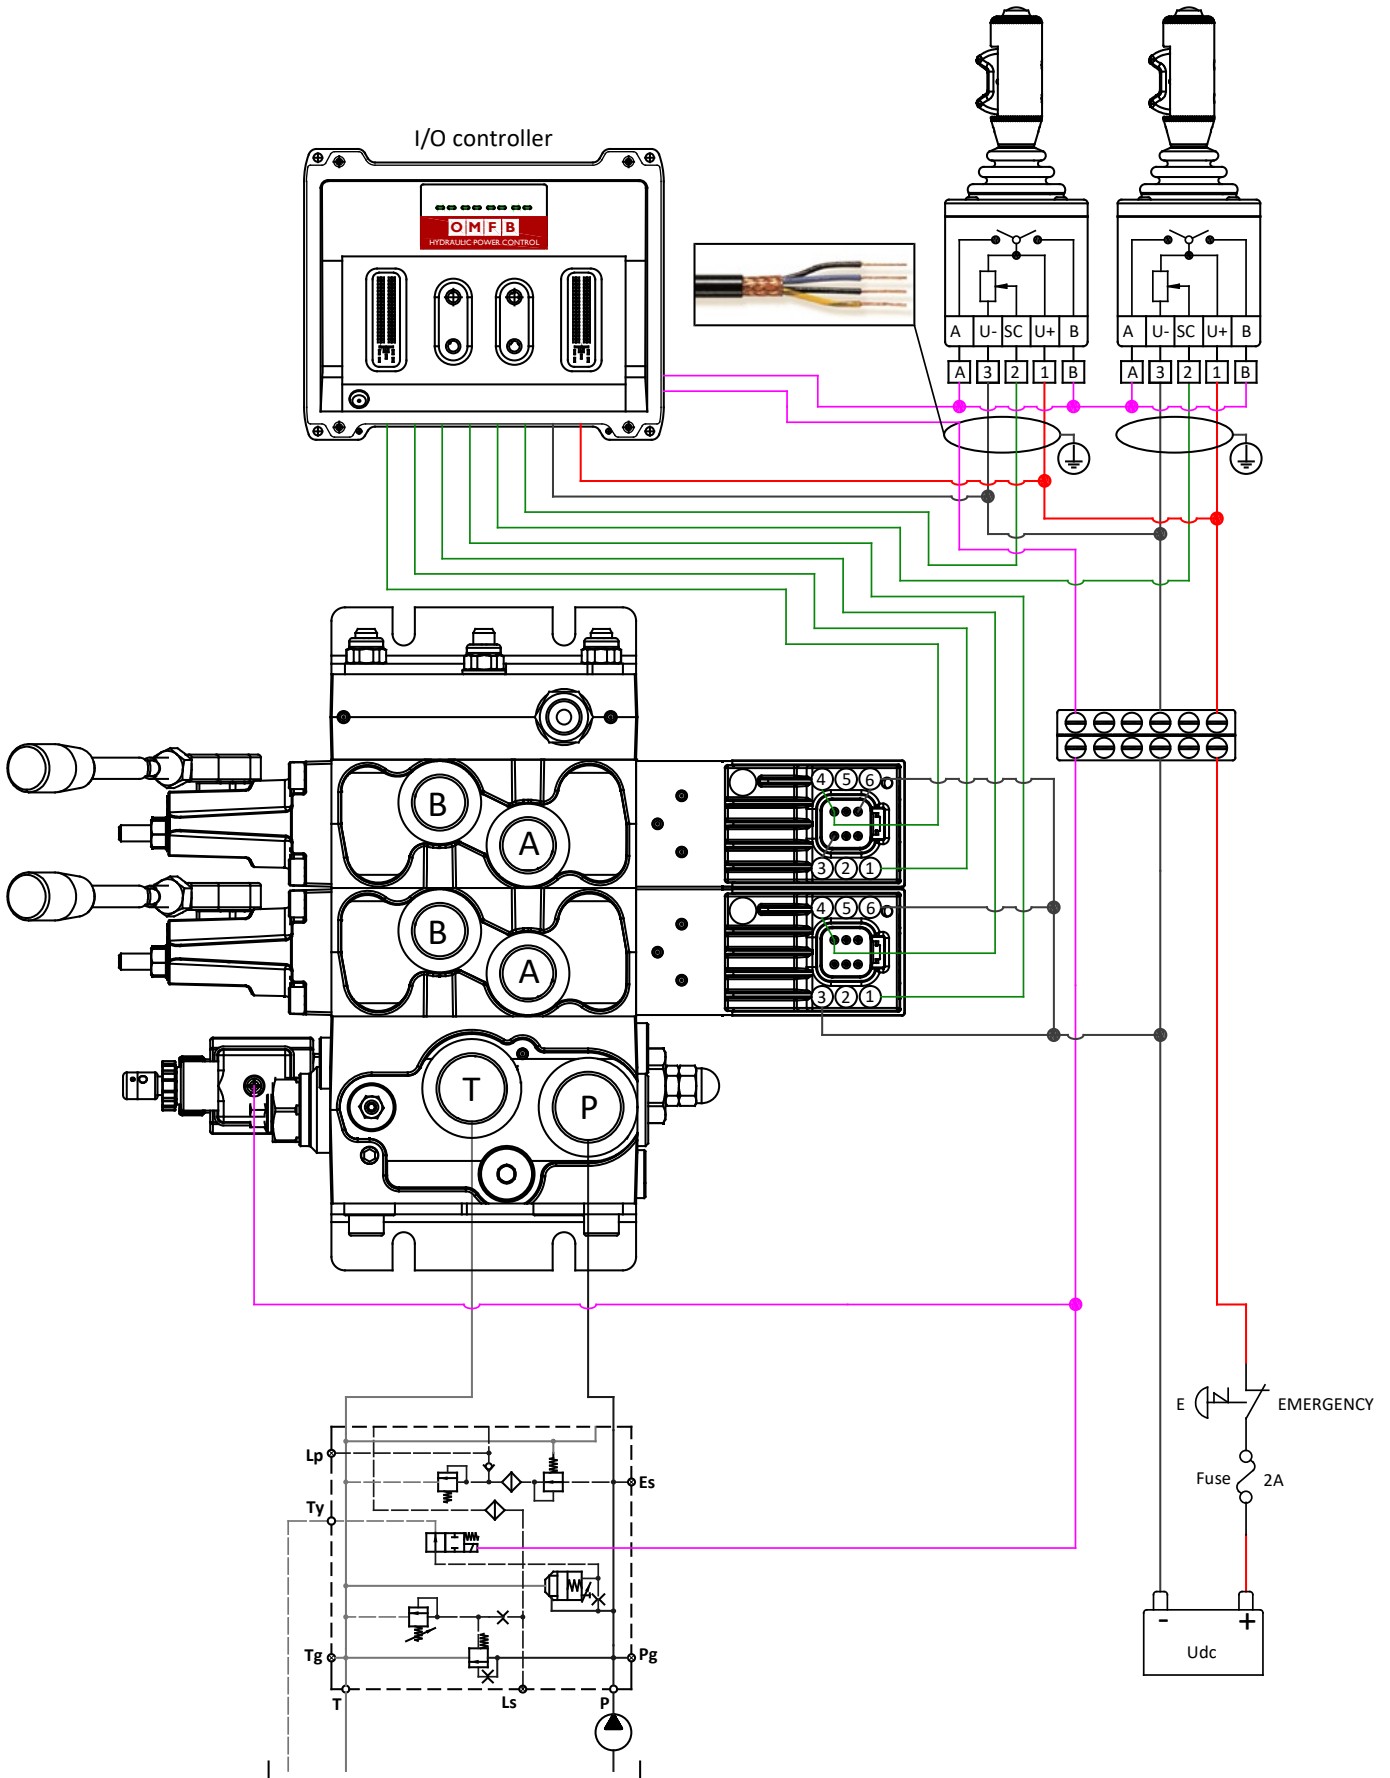 I/O controller
OMFB
HYDRAULIC POWER CONTROL
A U- SC U+ B
A 3 2 1 B
A U- SC U+ B
A 3 2 1 B
B
A
4 5 6
3 2 1
B
A
4 5 6
3 2 1
T
P
E
EMERGENCY
Fuse 2A
Lp
Es
Ty
Tg
Pg
T
Ls
P
- +
Udc